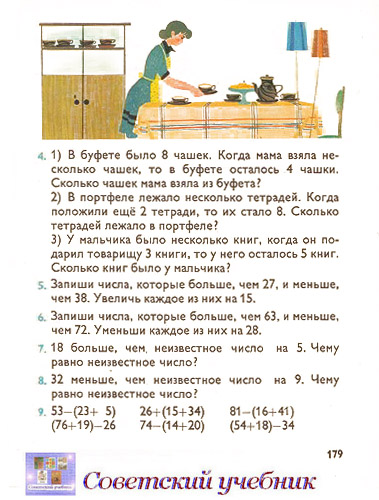 4. 1) В буфете было 8 чашек. Когда мама взяла не-
сколько чашек, то в буфете осталось 4 чашки.
Сколько чашек мама взяла из буфета?
2) В портфеле лежало несколько тетрадей. Когда
положили ещё 2 тетради, то их стало 8. Сколько
тетрадей лежало в портфеле?
3) У мальчика было несколько книг, когда он по-
дарил товарищу 3 книги, то у него осталось 5 книг.
Сколько книг было у мальчика?
5. Запиши числа, которые больше, чем 27, и меньше,
чем 38. Увеличь каждое из них на 15.
6. Запиши числа, которые больше, чем 63, и меньше,
чем 72. Уменьши каждое из них на 28.
7. 18 больше, чем неизвестное число на 5. Чему
равно неизвестное число?
8. 32 меньше, чем неизвестное число на 9. Чему
равно неизвестное число?
9. 53−(23+ 5) 26+(15+34) 81−(16+41)
(76+19)−26 74−(14+20) (54+18)−34
179
Советский учебник